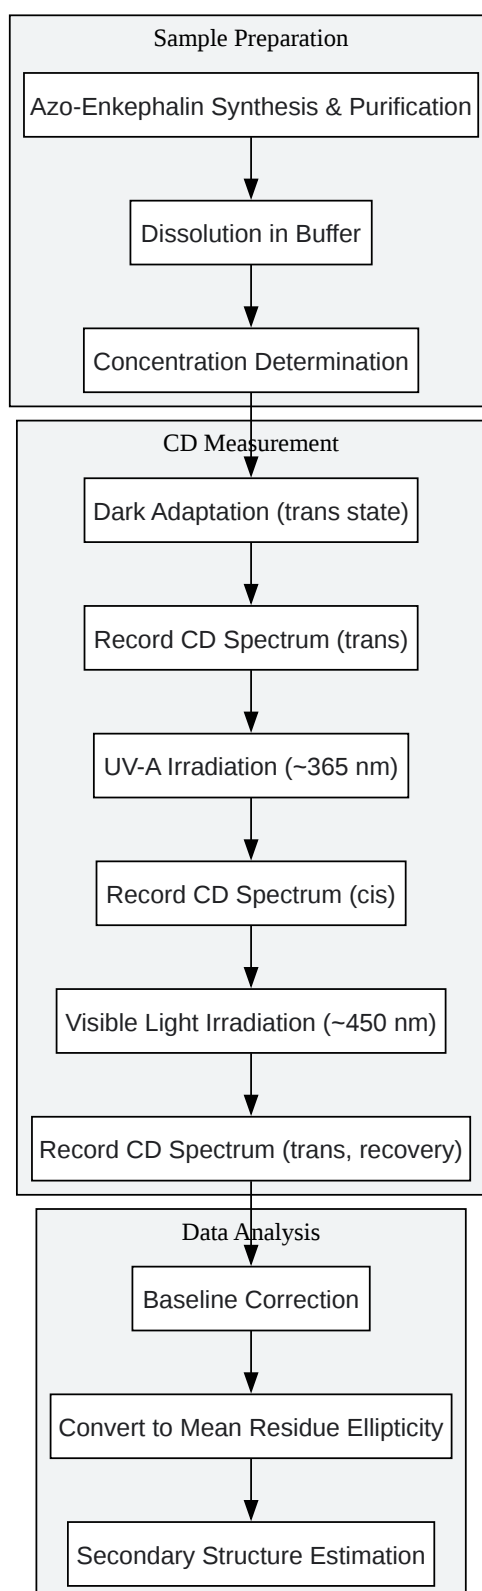 Sample Preparation
Azo-Enkephalin Synthesis & Purification
Dissolution in Buffer
Concentration Determination
CD Measurement
Dark Adaptation (trans state)
Record CD Spectrum (trans)
UV-A Irradiation (~365 nm)
Record CD Spectrum (cis)
Visible Light Irradiation (~450 nm)
Record CD Spectrum (trans, recovery)
Data Analysis
Baseline Correction
Convert to Mean Residue Ellipticity
Secondary Structure Estimation